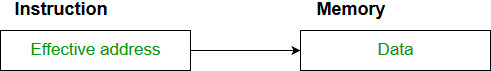 Instruction
Memory
Effective address
Data